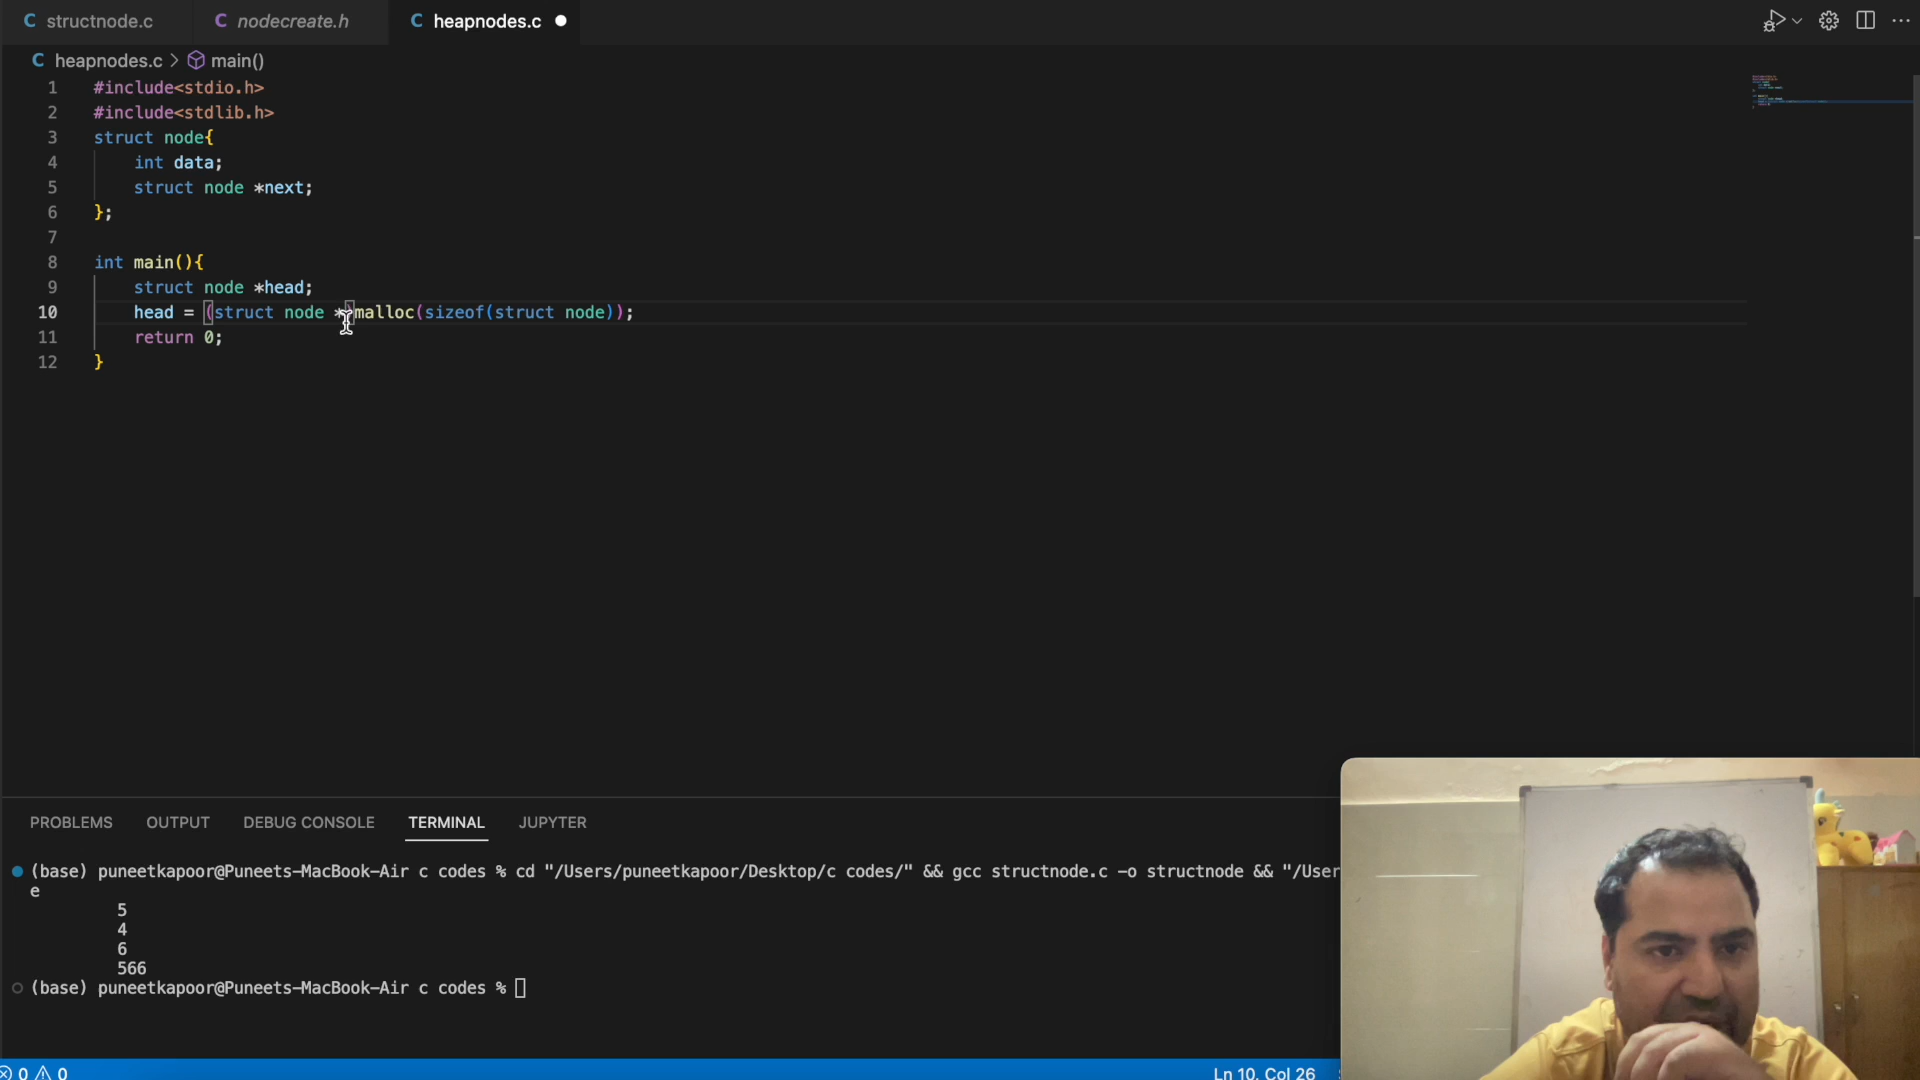 structnode.c nodecreate.h heapnodes.c
heapnodes.c > main()
1 #include<stdio.h>
2 #include<stdlib.h>
3 struct node{
4 int data;
5 struct node *next;
6 };
7
8 int main(){
9 struct node *head;
10 head = (struct node *)malloc(sizeof(struct node));
11 return 0;
12 }
PROBLEMS OUTPUT DEBUG CONSOLE TERMINAL JUPYTER
(base) puneetkapoor@Puneets-MacBook-Air c codes % cd "/Users/puneetkapoor/Desktop/c codes/" && gcc structnode.c -o structnode && "/User
e
5
4
6
566
(base) puneetkapoor@Puneets-MacBook-Air c codes %
0 0 Ln 10, Col 26